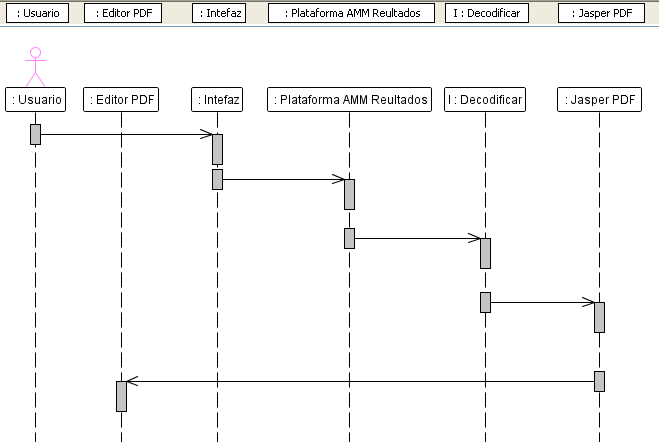 : Usuario
: Editor PDF
: Intefaz
: Plataforma AMM Reultados
I : Decodificar
: Jasper PDF
: Usuario
: Editor PDF
: Intefaz
: Plataforma AMM Reultados
I : Decodificar
: Jasper PDF